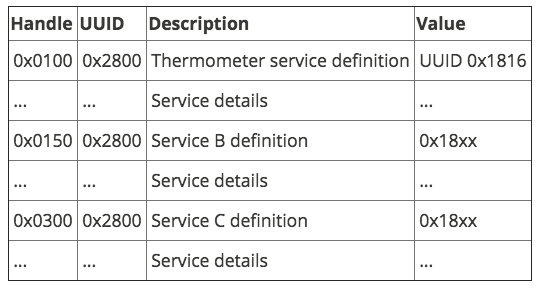 Handle UUID Description Value
0x0100 0x2800 Thermometer service definition UUID 0x1816
... ... Service details ...
0x0150 0x2800 Service B definition 0x18xx
... ... Service details ...
0x0300 0x2800 Service C definition 0x18xx
... ... Service details ...